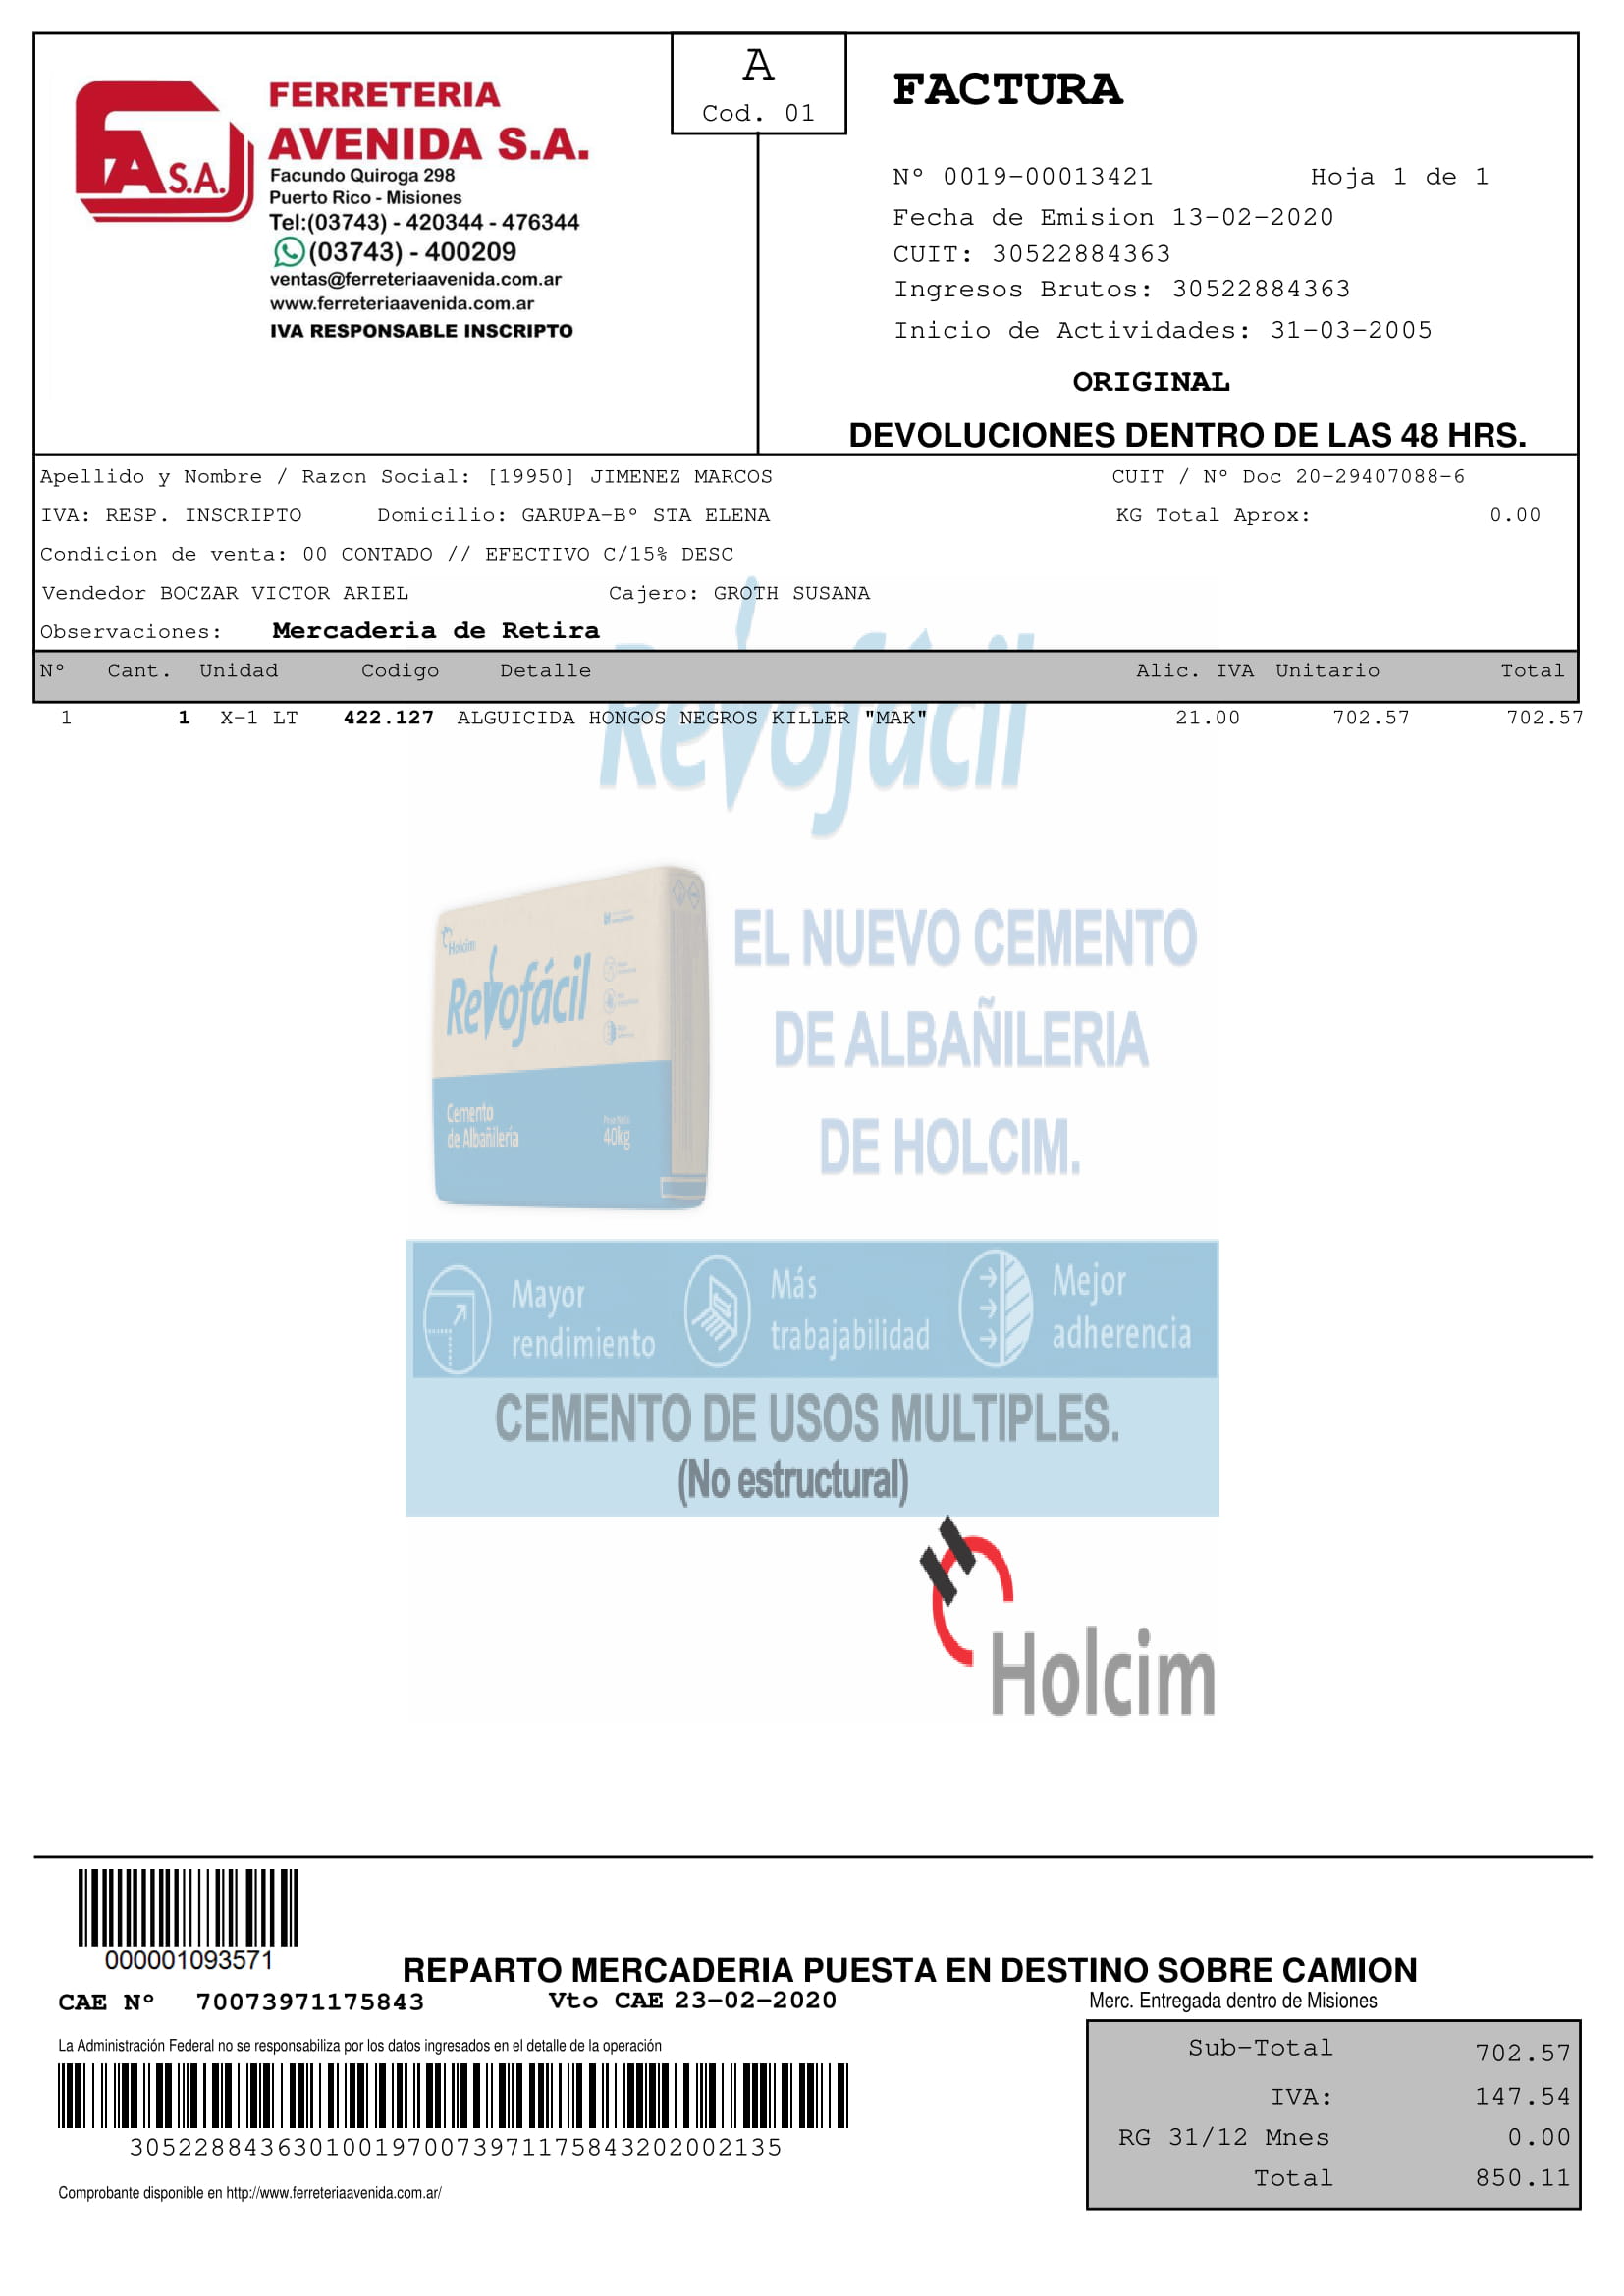 FERRETERIA
AVENIDA S.A.
FA S.A.
Facundo Quiroga 298
Puerto Rico - Misiones
Tel:(03743) - 420344 - 476344
(03743) - 400209
ventas@ferreteriaavenida.com.ar
www.ferreteriaavenida.com.ar
IVA RESPONSABLE INSCRIPTO
A
Cod. 01
FACTURA
Nº 0019-00013421 Hoja 1 de 1
Fecha de Emision 13-02-2020
CUIT: 30522884363
Ingresos Brutos: 30522884363
Inicio de Actividades: 31-03-2005
ORIGINAL
DEVOLUCIONES DENTRO DE LAS 48 HRS.
Apellido y Nombre / Razon Social: [19950] JIMENEZ MARCOS CUIT / Nº Doc 20-29407088-6
IVA: RESP. INSCRIPTO Domicilio: GARUPA-Bº STA ELENA KG Total Aprox: 0.00
Condicion de venta: 00 CONTADO // EFECTIVO C/15% DESC
Vendedor BOCZAR VICTOR ARIEL Cajero: GROTH SUSANA
Observaciones: Mercaderia de Retira
Nº Cant. Unidad Codigo Detalle Alic. IVA Unitario Total
1 1 X-1 LT 422.127 ALGUICIDA HONGOS NEGROS KILLER "MAK" 21.00 702.57 702.57
Revofácil
Holcim
Revofácil
Cemento
de Albañilería
40kg
EL NUEVO CEMENTO
DE ALBAÑILERIA
DE HOLCIM.
Mayor
rendimiento
Más
trabajabilidad
Mejor
adherencia
CEMENTO DE USOS MULTIPLES.
(No estructural)
Holcim
000001093571
REPARTO MERCADERIA PUESTA EN DESTINO SOBRE CAMION
CAE Nº 70073971175843 Vto CAE 23-02-2020 Merc. Entregada dentro de Misiones
La Administración Federal no se responsabiliza por los datos ingresados en el detalle de la operación
3052288436301001970073971175843202002135
Comprobante disponible en http://www.ferreteriaavenida.com.ar/
Sub-Total 702.57
IVA: 147.54
RG 31/12 Mnes 0.00
Total 850.11